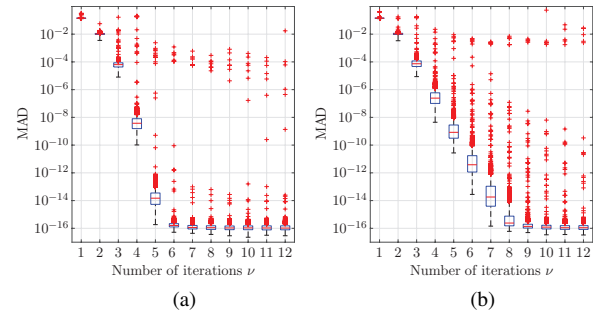 10⁻²
10⁻⁴
10⁻⁶
10⁻⁸
10⁻¹⁰
10⁻¹²
10⁻¹⁴
10⁻¹⁶
MAD
1 2 3 4 5 6 7 8 9 10 11 12
Number of iterations ν
(a)
10⁻²
10⁻⁴
10⁻⁶
10⁻⁸
10⁻¹⁰
10⁻¹²
10⁻¹⁴
10⁻¹⁶
MAD
1 2 3 4 5 6 7 8 9 10 11 12
Number of iterations ν
(b)